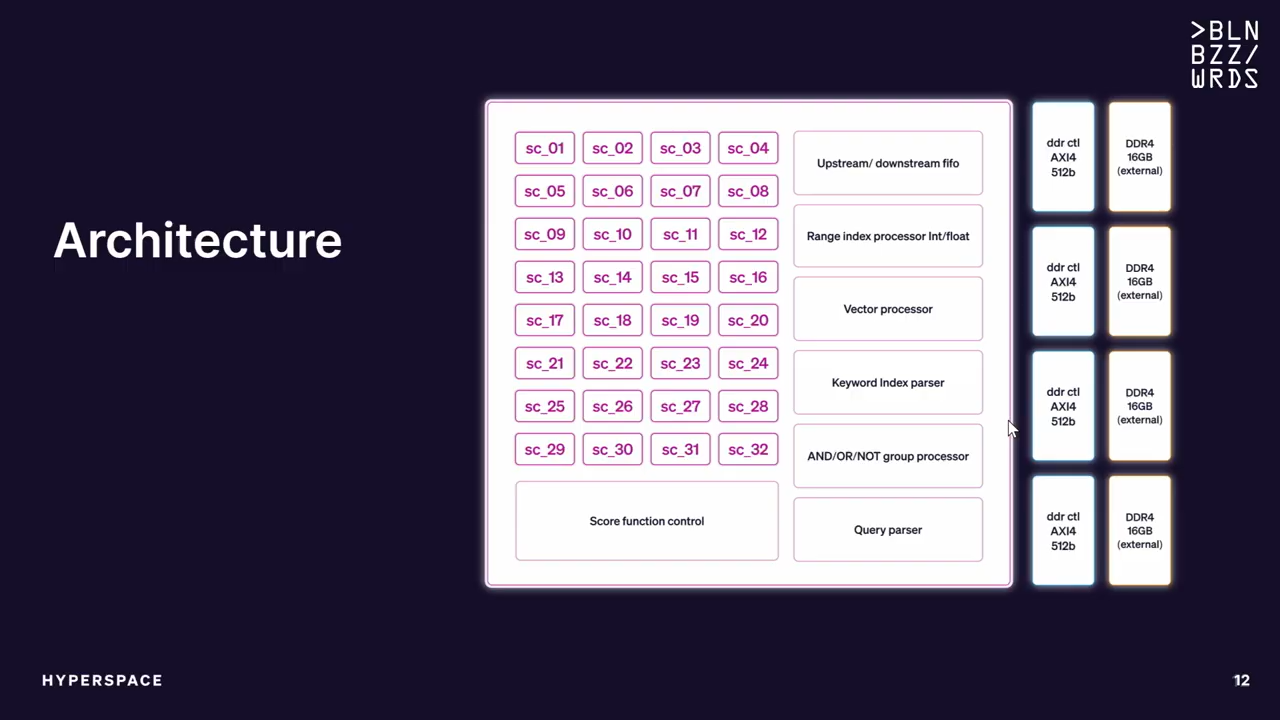 >BLN
BZZ/
WRDS
Architecture
sc_01 sc_02 sc_03 sc_04
sc_05 sc_06 sc_07 sc_08
sc_09 sc_10 sc_11 sc_12
sc_13 sc_14 sc_15 sc_16
sc_17 sc_18 sc_19 sc_20
sc_21 sc_22 sc_23 sc_24
sc_25 sc_26 sc_27 sc_28
sc_29 sc_30 sc_31 sc_32
Score function control
Upstream/ downstream fifo
Range index processor Int/float
Vector processor
Keyword Index parser
AND/OR/NOT group processor
Query parser
ddr ctl
AXI4
512b
DDR4
16GB
(external)
ddr ctl
AXI4
512b
DDR4
16GB
(external)
ddr ctl
AXI4
512b
DDR4
16GB
(external)
ddr ctl
AXI4
512b
DDR4
16GB
(external)
HYPERSPACE
12